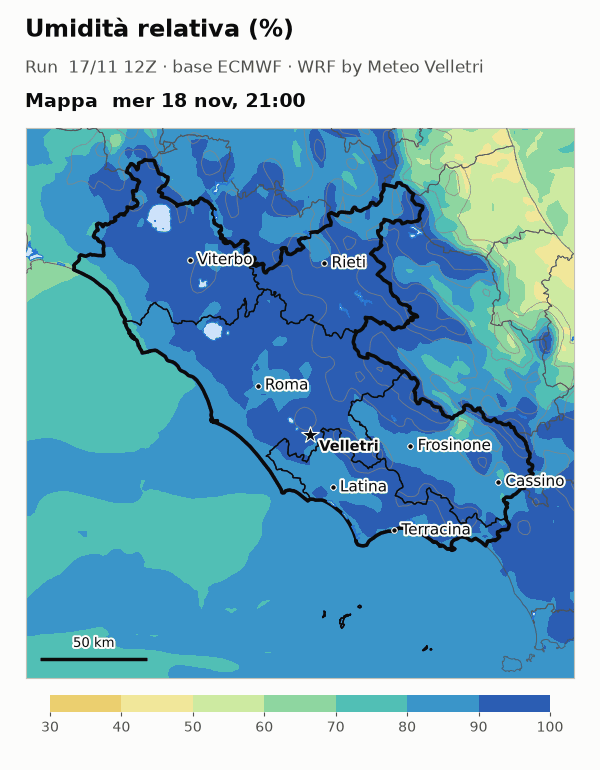 Umidità relativa (%)
Run  17/11 12Z · base ECMWF · WRF by Meteo Velletri
Mappa  mer 18 nov, 21:00
Viterbo
Rieti
Roma
Velletri
Frosinone
Cassino
Latina
Terracina
50 km
30 40 50 60 70 80 90 100